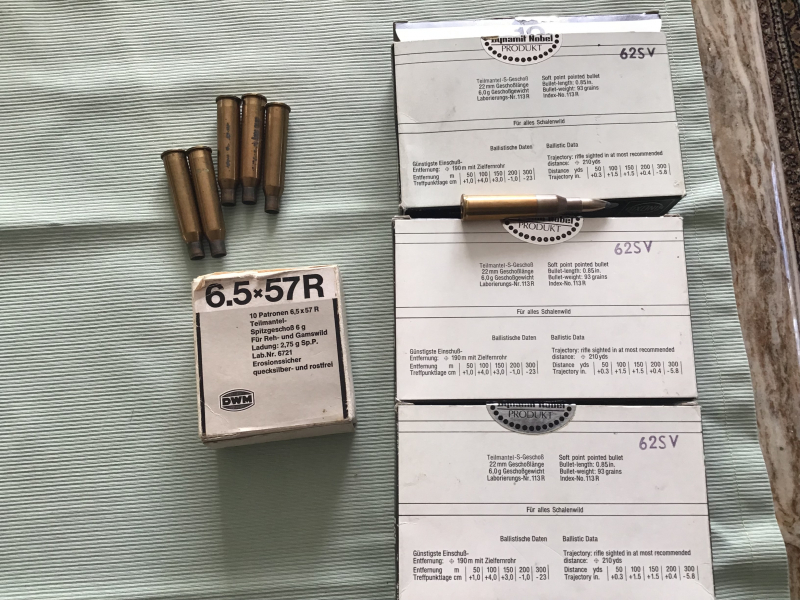 Dynamit Nobel
PRODUKT
62SV
Teilmantel-S-Geschoß
22 mm Geschoßlänge
6,0 g Geschoßgewicht
Laborierungs-Nr. 113 R
Soft point pointed bullet
Bullet-length: 0.85 in.
Bullet-weight: 93 grains
Index-No. 113 R
Für alles Schalenwild
Ballistische Daten
Günstigste Einschuß-
Entfernung: ⌖ 190 m mit Zielfernrohr
Entfernung m 50 100 150 200 300
Treffpunktlage cm +1,0 +4,0 +3,0 -1,0 -23
Ballistic Data
Trajectory: rifle sighted in at most recommended
distance: ⌖ 210 yds
Distance yds 50 100 150 200 300
Trajectory in. +0.3 +1.5 +1.5 +0.4 -5.8
PRODUKT
62SV
Teilmantel-S-Geschoß
22 mm Geschoßlänge
6,0 g Geschoßgewicht
Laborierungs-Nr. 113 R
Soft point pointed bullet
Bullet-length: 0.85 in.
Bullet-weight: 93 grains
Index-No. 113 R
Für alles Schalenwild
Ballistische Daten
Günstigste Einschuß-
Entfernung: ⌖ 190 m mit Zielfernrohr
Entfernung m 50 100 150 200 300
Treffpunktlage cm +1,0 +4,0 +3,0 -1,0 -23
Ballistic Data
Trajectory: rifle sighted in at most recommended
distance: ⌖ 210 yds
Distance yds 50 100 150 200 300
Trajectory in. +0.3 +1.5 +1.5 +0.4 -5.8
6.5×57R
10 Patronen 6,5 x 57 R
Teilmantel-
Spitzgeschoß 6 g
Für Reh- und Gamswild
Ladung: 2,75 g Sp.P.
Lab.Nr. 6721
Erosionssicher
quecksilber- und rostfrei
DWM
Dynamit Nobel
PRODUKT
62SV
Teilmantel-S-Geschoß
22 mm Geschoßlänge
6,0 g Geschoßgewicht
Laborierungs-Nr. 113 R
Soft point pointed bullet
Bullet-length: 0.85 in.
Bullet-weight: 93 grains
Index-No. 113 R
Für alles Schalenwild
Ballistische Daten
Günstigste Einschuß-
Entfernung: ⌖ 190 m mit Zielfernrohr
Entfernung m 50 100 150 200 300
Treffpunktlage cm +1,0 +4,0 +3,0 -1,0 -23
Ballistic Data
Trajectory: rifle sighted in at most recommended
distance: ⌖ 210 yds
Distance yds 50 100 150 200 300
Trajectory in. +0.3 +1.5 +1.5 +0.4 -5.8